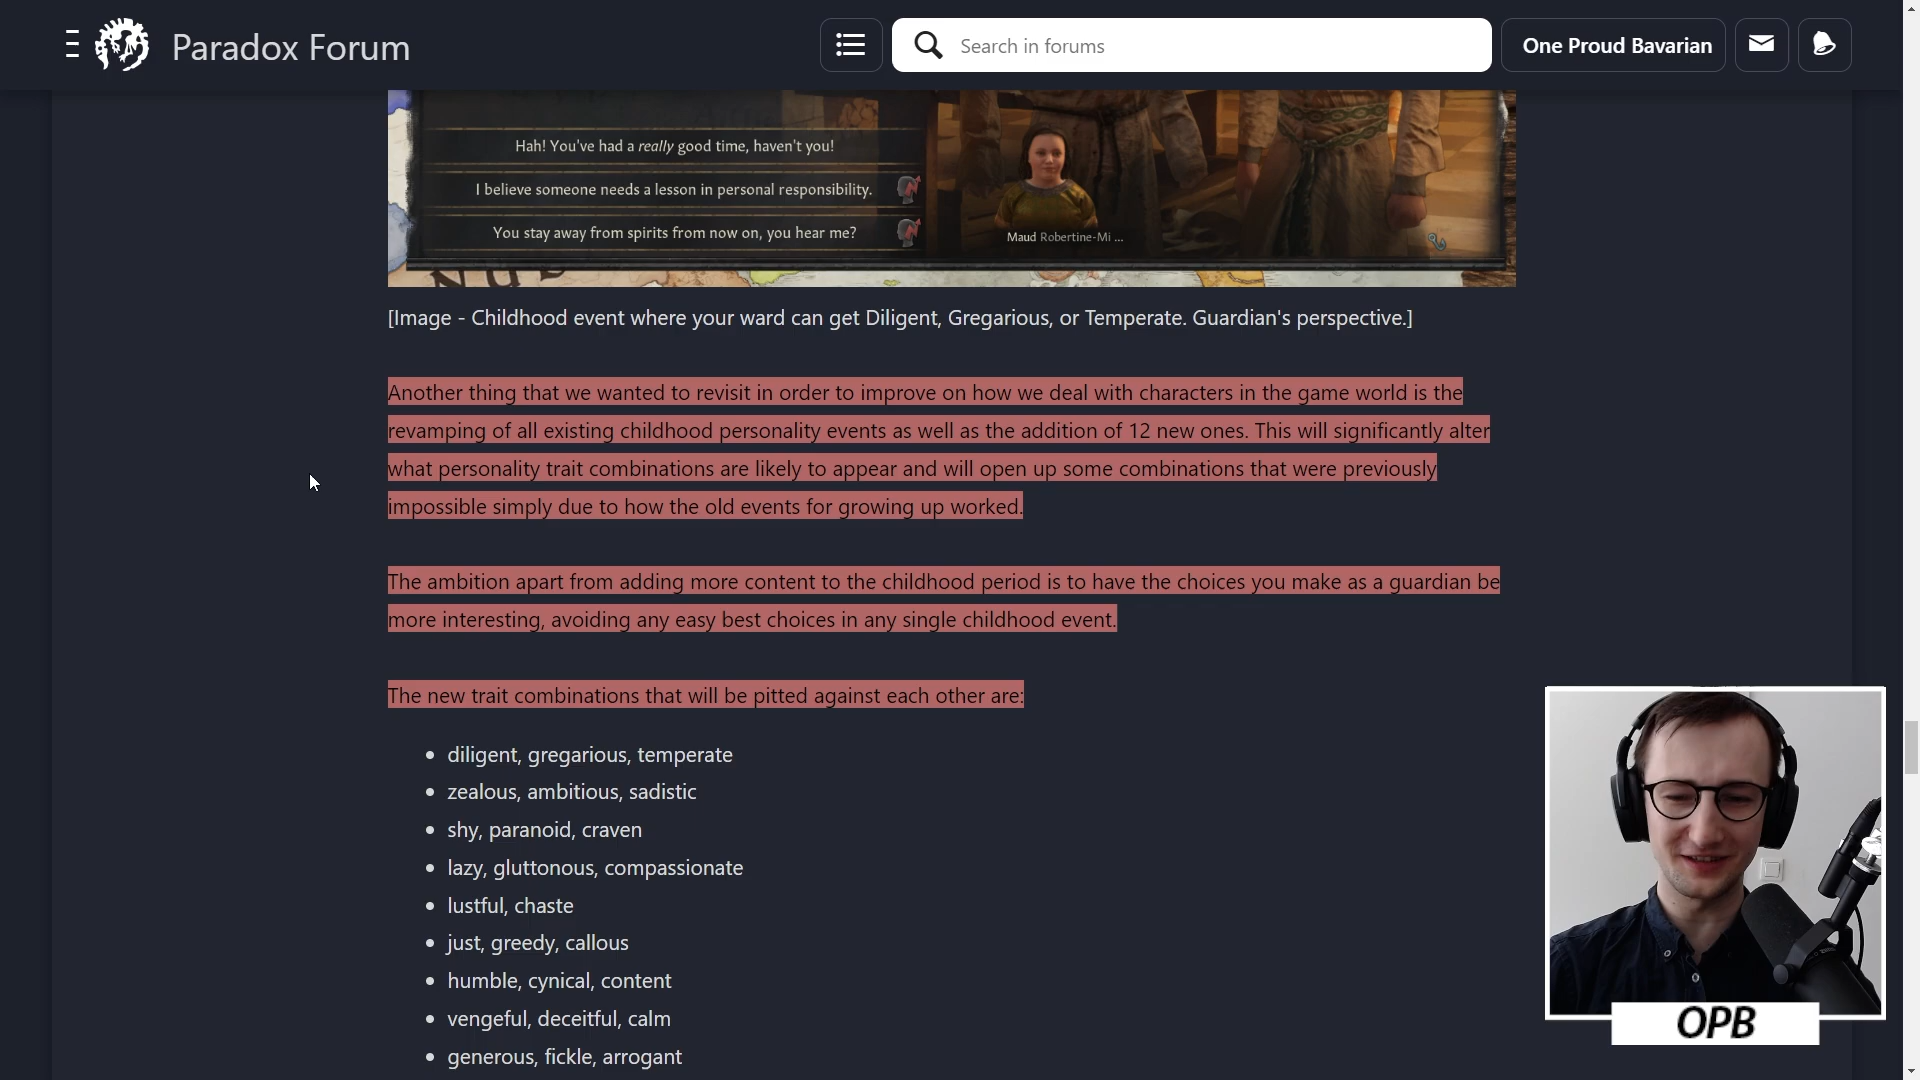 Paradox Forum
Search in forums
One Proud Bavarian
Hah! You've had a really good time, haven't you!
I believe someone needs a lesson in personal responsibility.
You stay away from spirits from now on, you hear me?
Maud Robertine-Mi ...
[Image - Childhood event where your ward can get Diligent, Gregarious, or Temperate. Guardian's perspective.]
Another thing that we wanted to revisit in order to improve on how we deal with characters in the game world is the
revamping of all existing childhood personality events as well as the addition of 12 new ones. This will significantly alter
what personality trait combinations are likely to appear and will open up some combinations that were previously
impossible simply due to how the old events for growing up worked.
The ambition apart from adding more content to the childhood period is to have the choices you make as a guardian be
more interesting, avoiding any easy best choices in any single childhood event.
The new trait combinations that will be pitted against each other are:
• diligent, gregarious, temperate
• zealous, ambitious, sadistic
• shy, paranoid, craven
• lazy, gluttonous, compassionate
• lustful, chaste
• just, greedy, callous
• humble, cynical, content
• vengeful, deceitful, calm
• generous, fickle, arrogant
OPB